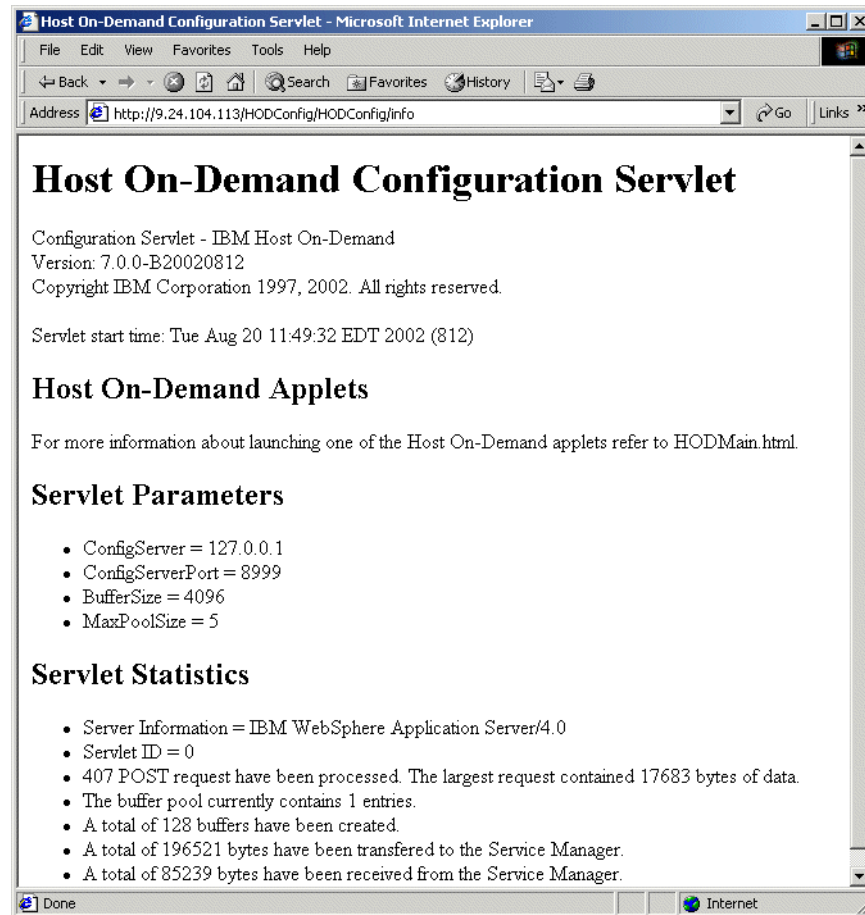 Host On-Demand Configuration Servlet - Microsoft Internet Explorer
File Edit View Favorites Tools Help
Back Search Favorites History
Address http://9.24.104.113/HODConfig/HODConfig/info Go Links »
Host On-Demand Configuration Servlet
Configuration Servlet - IBM Host On-Demand
Version: 7.0.0-B20020812
Copyright IBM Corporation 1997, 2002. All rights reserved.
Servlet start time: Tue Aug 20 11:49:32 EDT 2002 (812)
Host On-Demand Applets
For more information about launching one of the Host On-Demand applets refer to HODMain.html.
Servlet Parameters
• ConfigServer = 127.0.0.1
• ConfigServerPort = 8999
• BufferSize = 4096
• MaxPoolSize = 5
Servlet Statistics
• Server Information = IBM WebSphere Application Server/4.0
• Servlet ID = 0
• 407 POST request have been processed. The largest request contained 17683 bytes of data.
• The buffer pool currently contains 1 entries.
• A total of 128 buffers have been created.
• A total of 196521 bytes have been transfered to the Service Manager.
• A total of 85239 bytes have been received from the Service Manager.
Done Internet